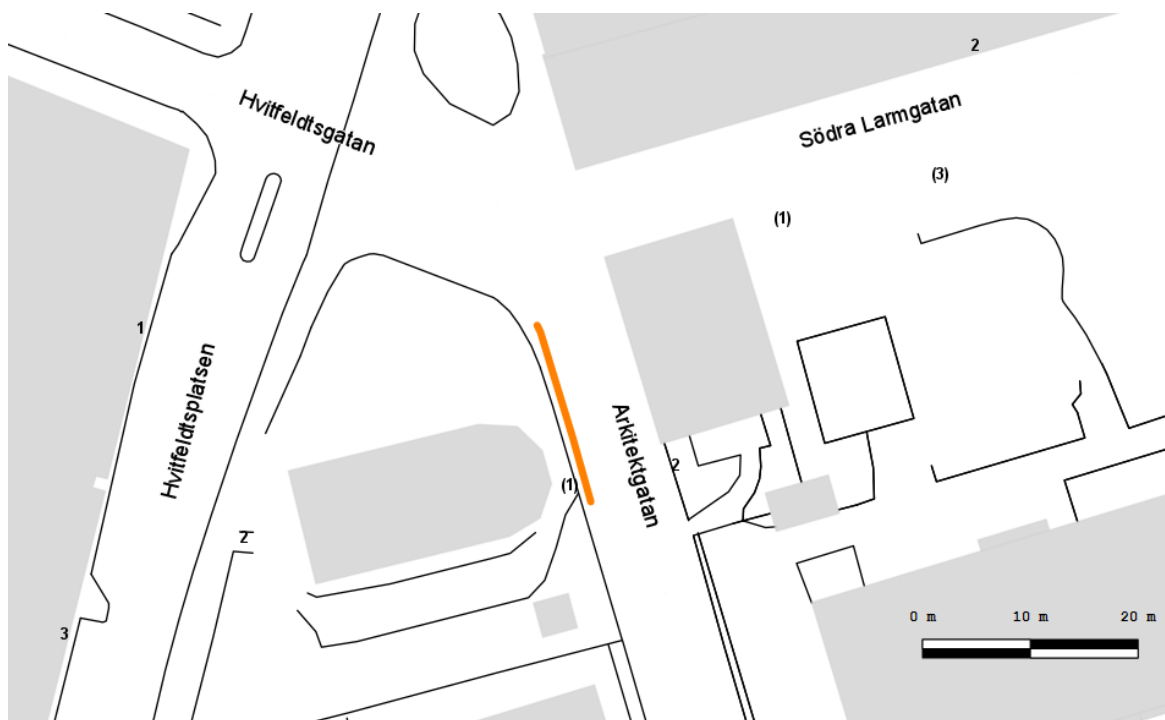 2
Hvitfeldtsgatan
Södra Larmgatan
(3)
(1)
1
Hvitfeldtsplatsen
Arkitektgatan
2
(1)
2
3
0 m 10 m 20 m